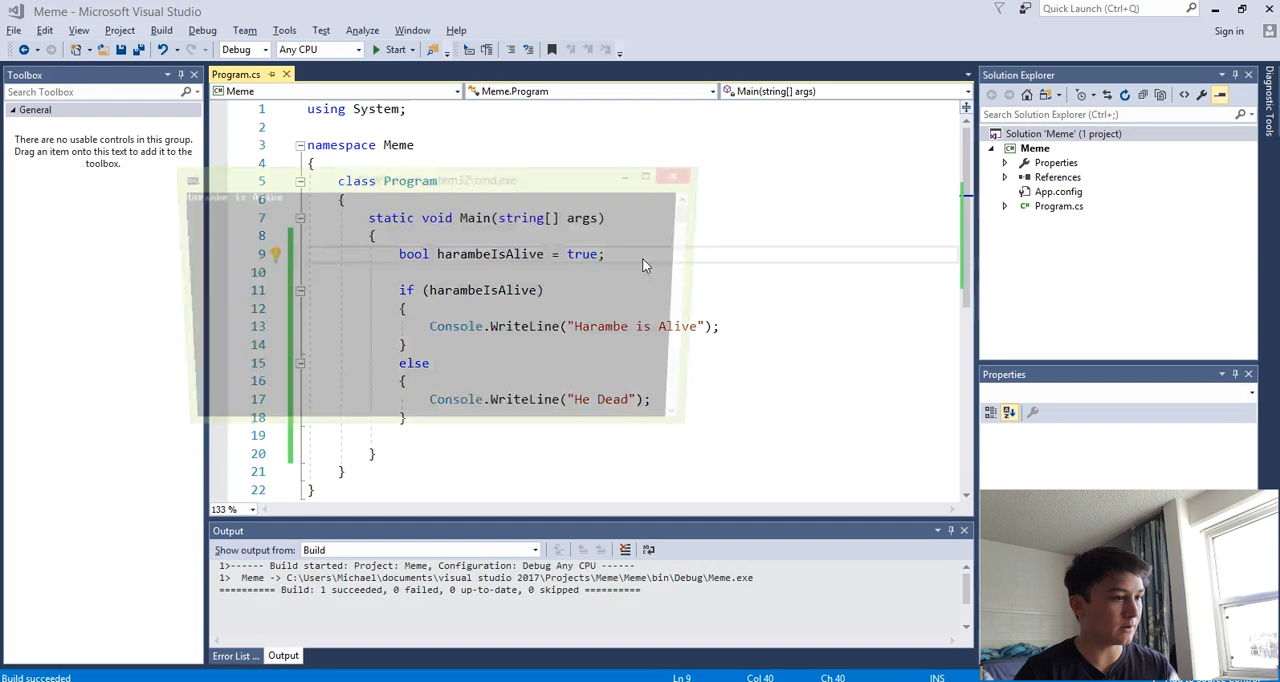 Meme - Microsoft Visual Studio
Quick Launch (Ctrl+Q)
File Edit View Project Build Debug Team Tools Test Analyze Window Help
Sign in
Debug Any CPU Start
Toolbox
Search Toolbox
General
There are no usable controls in this group.
Drag an item onto this text to add it to the
toolbox.
Program.cs
Meme Meme.Program Main(string[] args)
1 using System;
2
3 namespace Meme
4 {
5 class Program
6 {
7 static void Main(string[] args)
8 {
9 bool harambeIsAlive = true;
10
11 if (harambeIsAlive)
12 {
13 Console.WriteLine("Harambe is Alive");
14 }
15 else
16 {
17 Console.WriteLine("He Dead");
18 }
19
20 }
21 }
22 }
system32\cmd.exe
Harambe is Alive
133 %
Output
Show output from: Build
1>------ Build started: Project: Meme, Configuration: Debug Any CPU ------
1> Meme -> C:\Users\Michael\documents\visual studio 2017\Projects\Meme\Meme\bin\Debug\Meme.exe
========== Build: 1 succeeded, 0 failed, 0 up-to-date, 0 skipped ==========
Error List ... Output
Solution Explorer
Search Solution Explorer (Ctrl+;)
Solution 'Meme' (1 project)
Meme
Properties
References
App.config
Program.cs
Properties
Diagnostic Tools
Build succeeded Ln 9 Col 40 Ch 40 INS